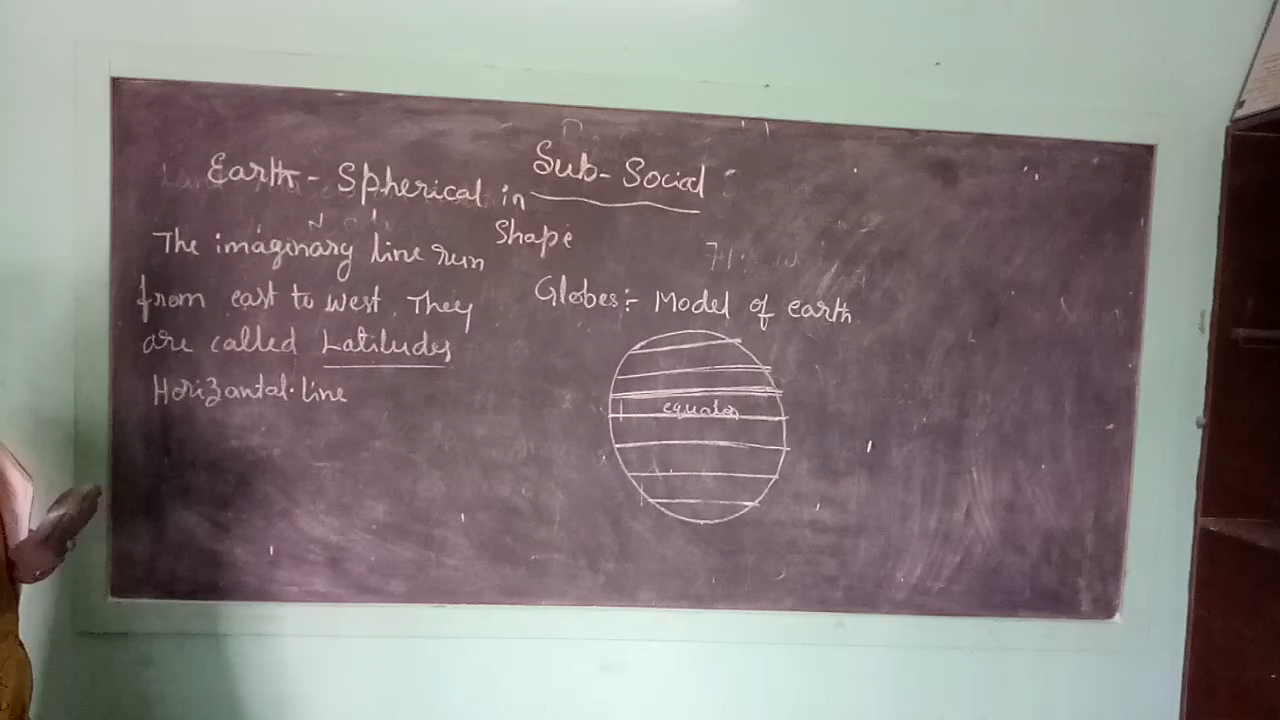 Sub- Social
Earth - Spherical in
Shape
The imaginary line run
from east to west. They
are called Latitudes
Horizantal. line
Globes:- Model of earth
equator